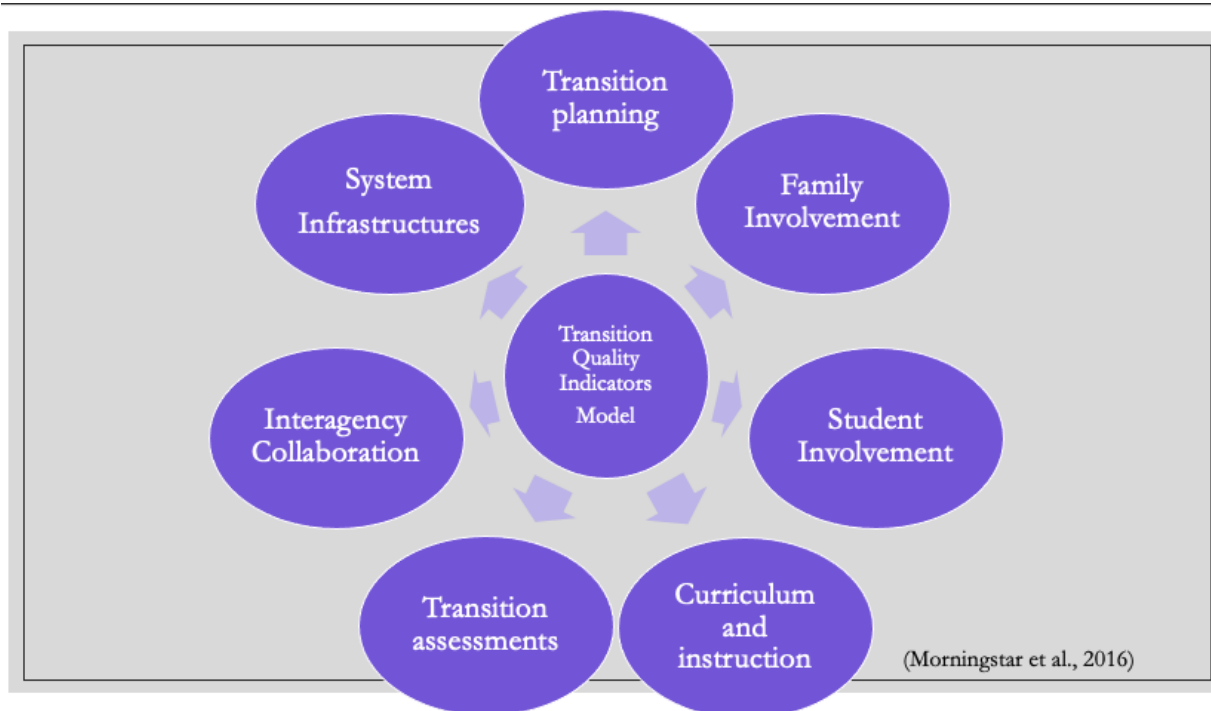 Transition
planning
Family
Involvement
Student
Involvement
Curriculum
and
instruction
Transition
assessments
Interagency
Collaboration
System
Infrastructures
Transition
Quality
Indicators
Model
(Morningstar et al., 2016)